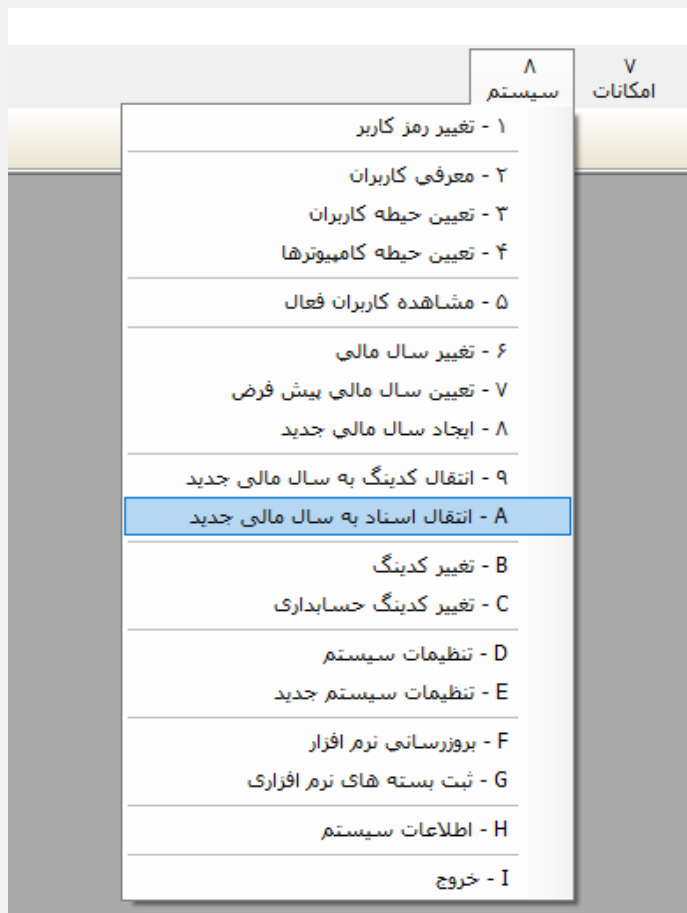 ۷
امکانات
۸
سیستم
۱ - تغییر رمز کاربر
۲ - معرفی کاربران
۳ - تعیین حیطه کاربران
۴ - تعیین حیطه کامپیوترها
۵ - مشاهده کاربران فعال
۶ - تغییر سال مالی
۷ - تعیین سال مالی پیش فرض
۸ - ایجاد سال مالی جدید
۹ - انتقال کدینگ به سال مالی جدید
A - انتقال اسناد به سال مالی جدید
B - تغییر کدینگ
C - تغییر کدینگ حسابداری
D - تنظیمات سیستم
E - تنظیمات سیستم جدید
F - بروزرسانی نرم افزار
G - ثبت بسته های نرم افزاری
H - اطلاعات سیستم
I - خروج